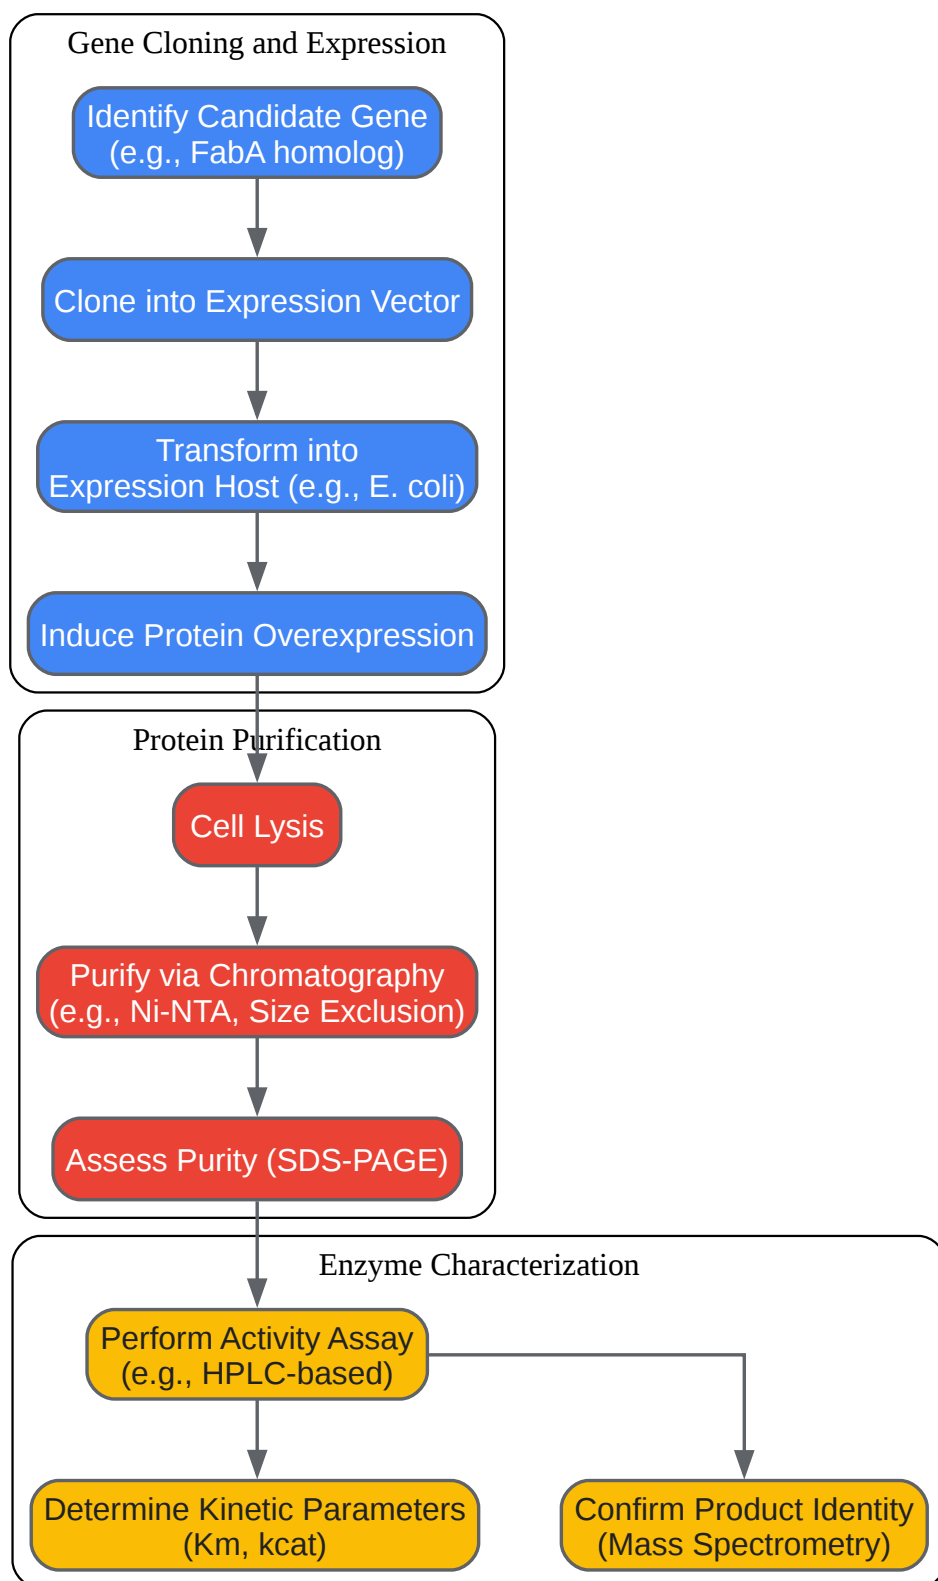 Gene Cloning and Expression
Identify Candidate Gene
(e.g., FabA homolog)
Clone into Expression Vector
Transform into
Expression Host (e.g., E. coli)
Induce Protein Overexpression
Protein Purification
Cell Lysis
Purify via Chromatography
(e.g., Ni-NTA, Size Exclusion)
Assess Purity (SDS-PAGE)
Enzyme Characterization
Perform Activity Assay
(e.g., HPLC-based)
Determine Kinetic Parameters
(Km, kcat)
Confirm Product Identity
(Mass Spectrometry)